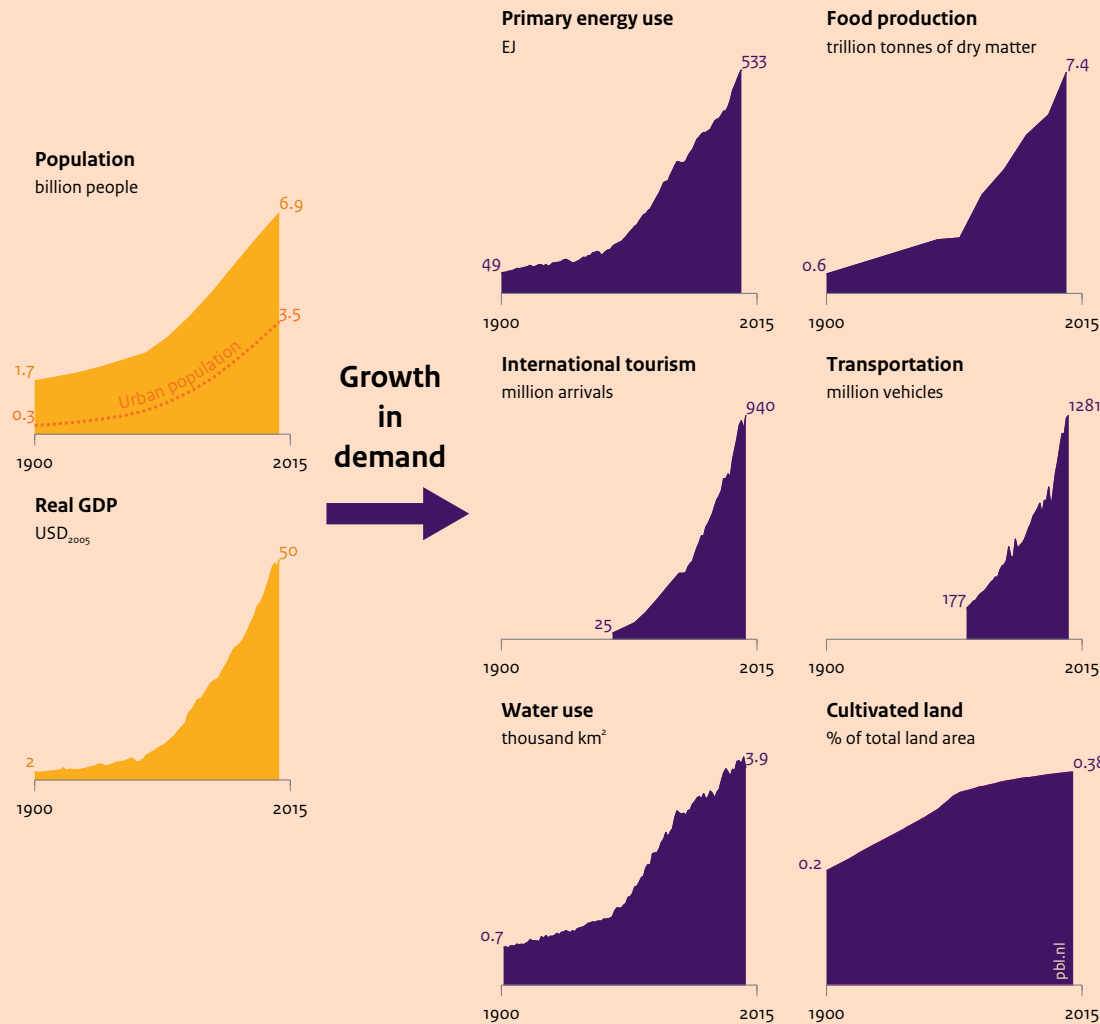 Population
billion people
6.9
3.5
Urban population
1.7
0.3
1900 2015
Real GDP
USD₂₀₀₅
50
2
1900 2015
Growth
in
demand
Primary energy use
EJ
533
49
1900 2015
Food production
trillion tonnes of dry matter
7.4
0.6
1900 2015
International tourism
million arrivals
940
25
1900 2015
Transportation
million vehicles
1281
177
1900 2015
Water use
thousand km²
3.9
0.7
1900 2015
Cultivated land
% of total land area
0.38
0.2
pbl.nl
1900 2015